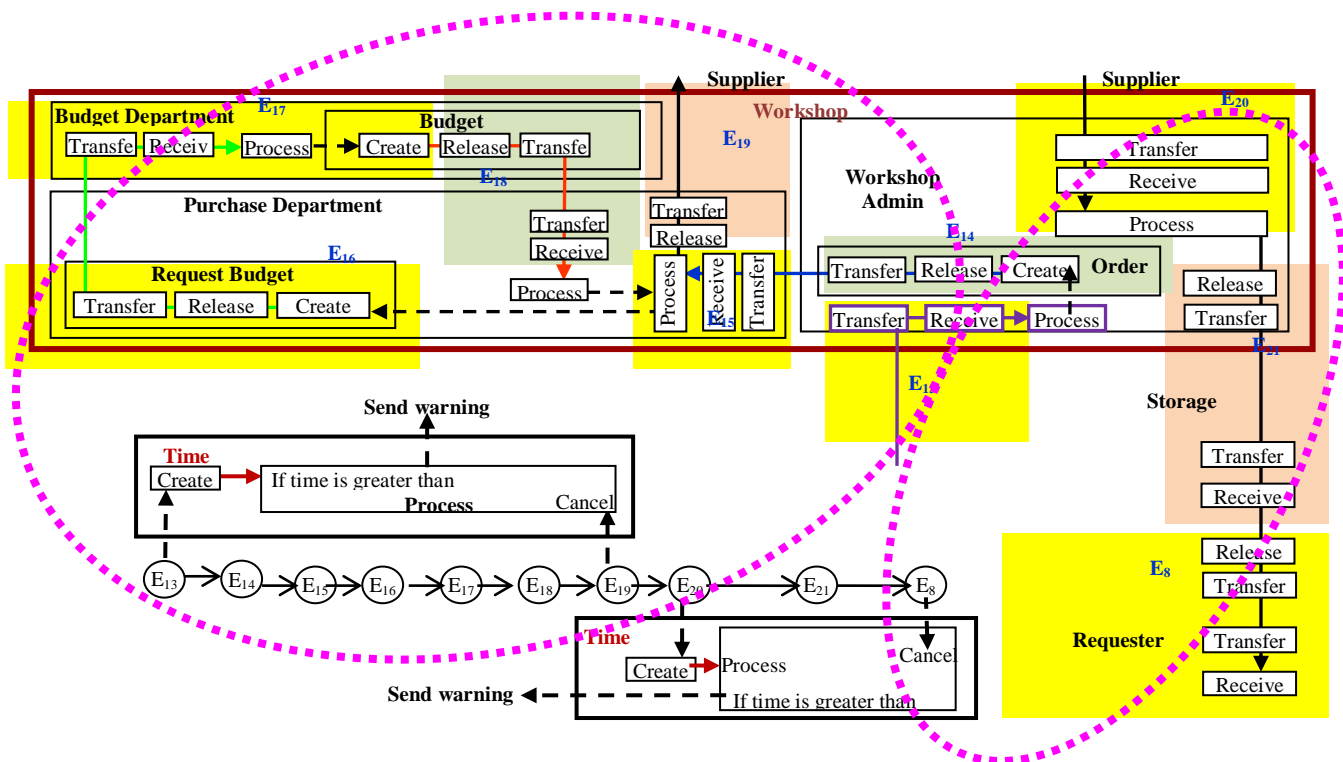 Supplier
Supplier
E20
E17
Workshop
Budget Department
Budget
Transfe
Receiv
Process
Create
Release
Transfe
E18
E19
Transfer
Receive
Process
Workshop
Admin
Purchase Department
Transfer
Release
Transfer
Receive
Process
E14
Transfer
Release
Create
Order
E16
Request Budget
Transfer
Release
Create
Process
Receive
Transfer
E15
Transfer
Receive
Process
Release
Transfer
E21
Storage
Transfer
Receive
Send warning
Time
Create
If time is greater than
Process
Cancel
E13
E14
E15
E16
E17
E18
E19
E20
E21
E8
Time
Create
Process
Cancel
If time is greater than
Send warning
E8
Release
Transfer
Requester
Transfer
Receive